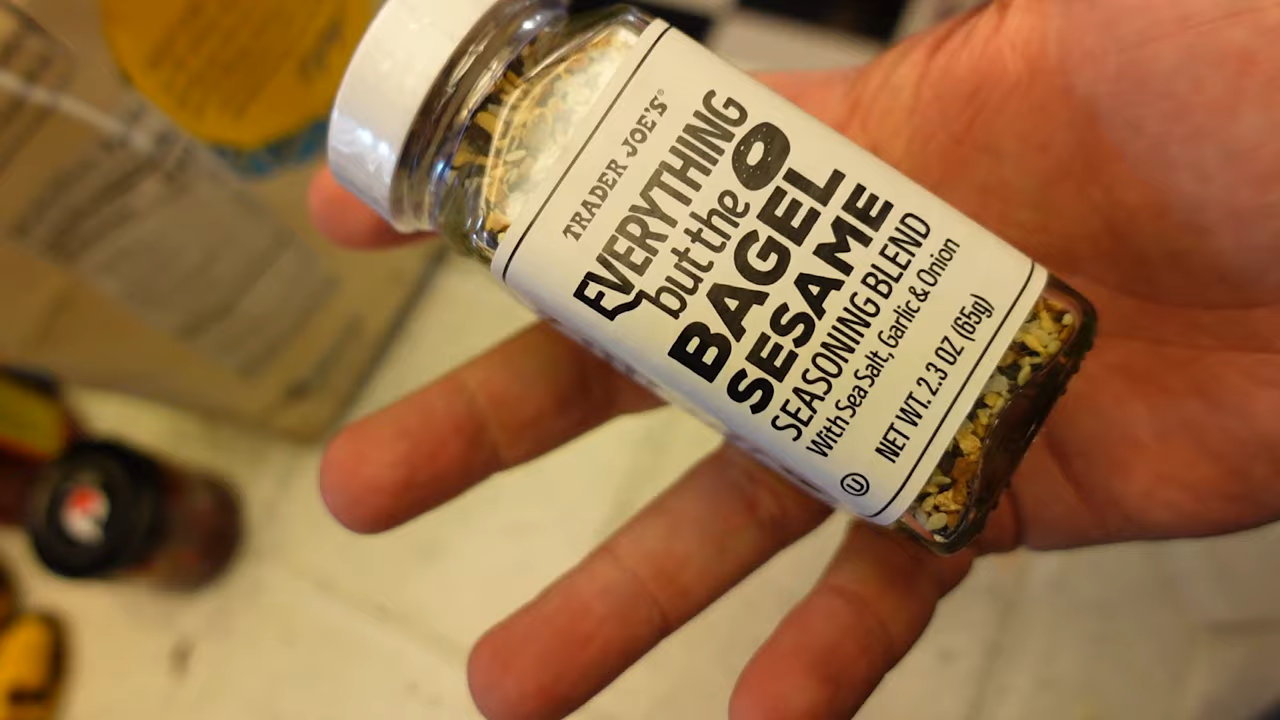 TRADER JOE'S®
EVERYTHING
but the
BAGEL
SESAME
SEASONING BLEND
With Sea Salt, Garlic & Onion
NET WT. 2.3 OZ (65g)
U